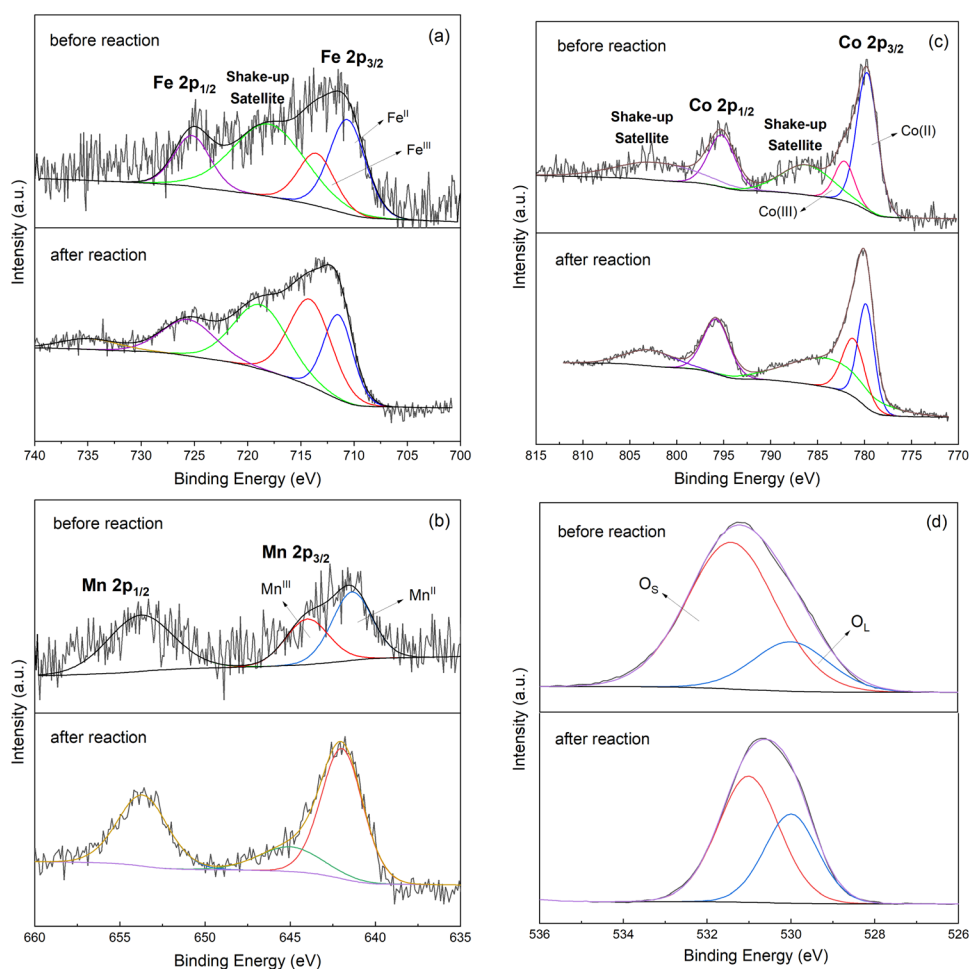 before reaction
(a)
Fe 2p3/2
Shake-up
Satellite
Fe 2p1/2
FeII
FeIII
after reaction
Intensity (a.u.)
740 735 730 725 720 715 710 705 700
Binding Energy (eV)
before reaction
(c)
Co 2p3/2
Co 2p1/2
Shake-up
Satellite
Shake-up
Satellite
Co(II)
Co(III)
after reaction
Intensity (a.u.)
815 810 805 800 795 790 785 780 775 770
Binding Energy (eV)
before reaction
(b)
Mn 2p3/2
Mn 2p1/2
MnIII
MnII
after reaction
Intensity (a.u.)
660 655 650 645 640 635
Binding Energy (eV)
before reaction
(d)
OS
OL
after reaction
Intensity (a.u.)
536 534 532 530 528 526
Binding Energy (eV)